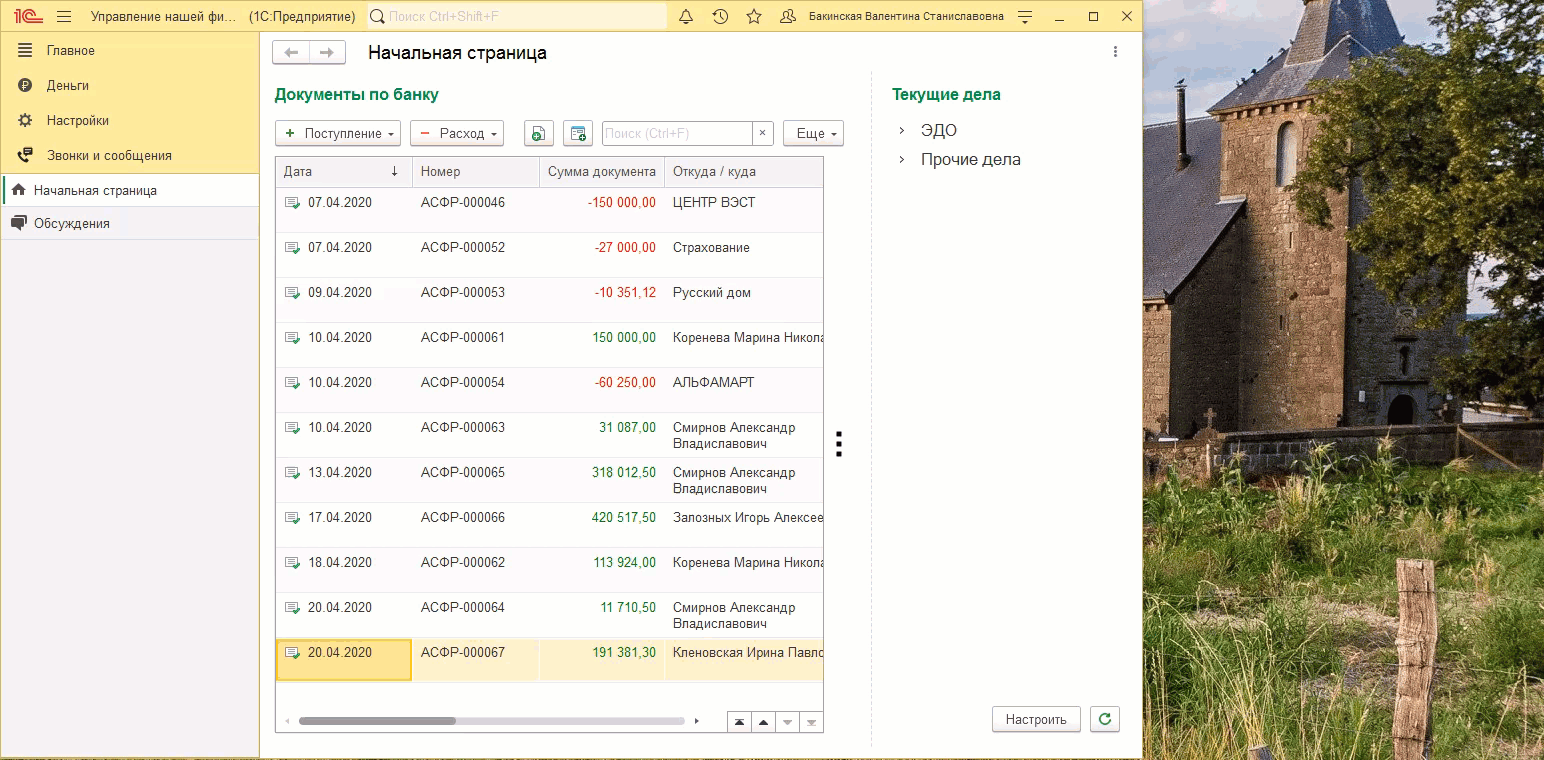 1С Управление нашей фи... (1С:Предприятие) Поиск Ctrl+Shift+F Бакинская Валентина Станиславовна
Главное
Деньги
Настройки
Звонки и сообщения
Начальная страница
Обсуждения
Начальная страница
Документы по банку
+ Поступление − Расход Поиск (Ctrl+F) × Еще
Дата ↓ Номер Сумма документа Откуда / куда
07.04.2020 АСФР-000046 -150 000,00 ЦЕНТР ВЭСТ
07.04.2020 АСФР-000052 -27 000,00 Страхование
09.04.2020 АСФР-000053 -10 351,12 Русский дом
10.04.2020 АСФР-000061 150 000,00 Коренева Марина Никола
10.04.2020 АСФР-000054 -60 250,00 АЛЬФАМАРТ
10.04.2020 АСФР-000063 31 087,00 Смирнов Александр
Владиславович
13.04.2020 АСФР-000065 318 012,50 Смирнов Александр
Владиславович
17.04.2020 АСФР-000066 420 517,50 Залозных Игорь Алексее
18.04.2020 АСФР-000062 113 924,00 Коренева Марина Никола
20.04.2020 АСФР-000064 11 710,50 Смирнов Александр
Владиславович
20.04.2020 АСФР-000067 191 381,30 Кленовская Ирина Павло
Текущие дела
ЭДО
Прочие дела
Настроить